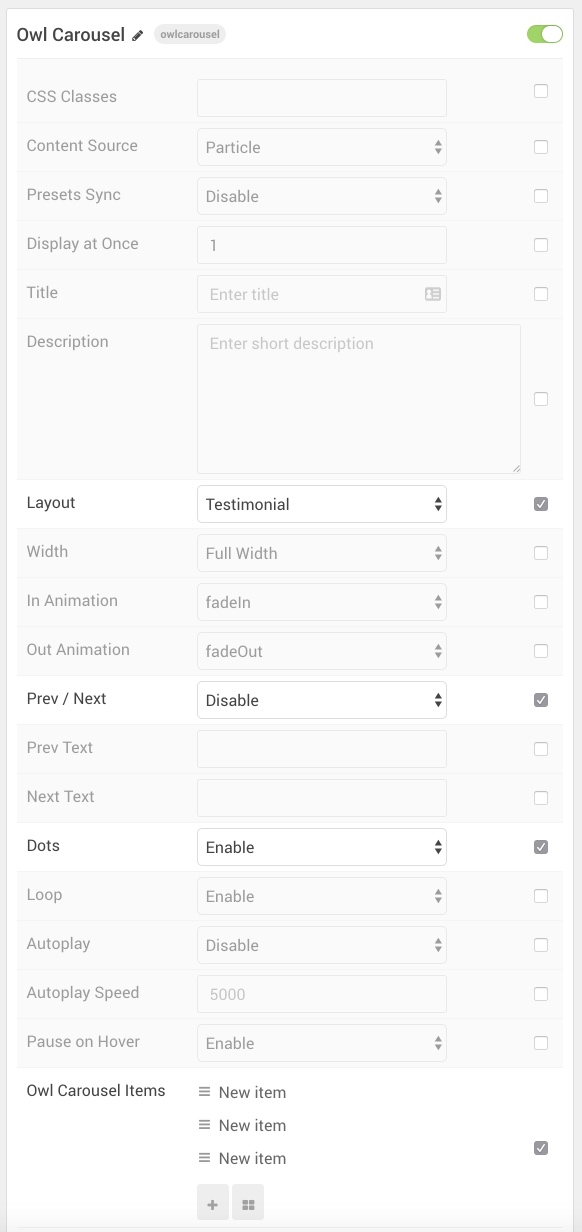 Owl Carousel owlcarousel
CSS Classes
Content Source Particle
Presets Sync Disable
Display at Once 1
Title Enter title
Description Enter short description
Layout Testimonial
Width Full Width
In Animation fadeIn
Out Animation fadeOut
Prev / Next Disable
Prev Text
Next Text
Dots Enable
Loop Enable
Autoplay Disable
Autoplay Speed 5000
Pause on Hover Enable
Owl Carousel Items New item
New item
New item